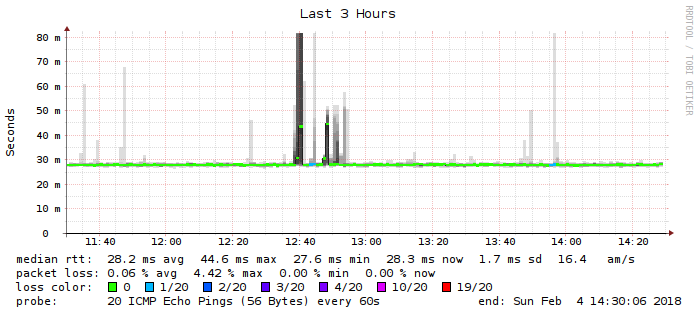 Last 3 Hours
RRDTOOL / TOBI OETIKER
Seconds
80 m
70 m
60 m
50 m
40 m
30 m
20 m
10 m
0
11:40 12:00 12:20 12:40 13:00 13:20 13:40 14:00 14:20
median rtt: 28.2 ms avg 44.6 ms max 27.6 ms min 28.3 ms now 1.7 ms sd 16.4 am/s
packet loss: 0.06 % avg 4.42 % max 0.00 % min 0.00 % now
loss color: 0 1/20 2/20 3/20 4/20 10/20 19/20
probe: 20 ICMP Echo Pings (56 Bytes) every 60s end: Sun Feb 4 14:30:06 2018